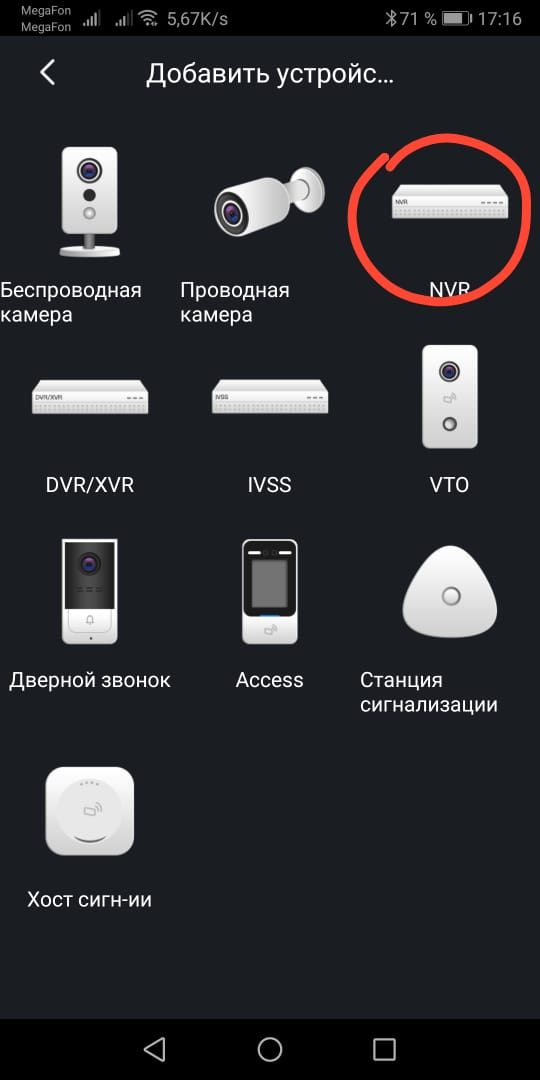 MegaFon
MegaFon
5,67K/s
71 %
17:16
Добавить устройс...
NVR
Беспроводная
камера
Проводная
камера
NVR
DVR/XVR
IVSS
DVR/XVR
IVSS
VTO
Дверной звонок
Access
Станция
сигнализации
Хост сигн-ии